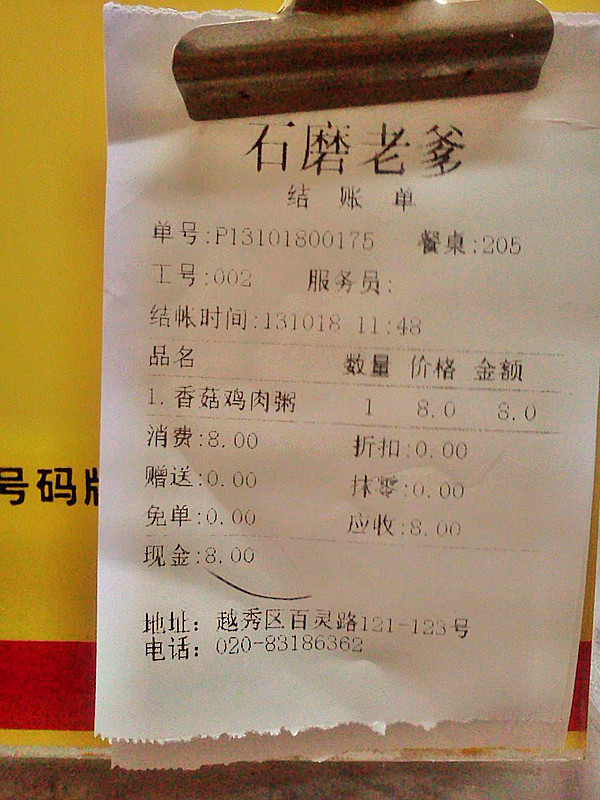 石磨老爹
结 账 单
单号:P13101800175 餐桌:205
工号:002 服务员:
结帐时间:131018 11:48
品名 数量 价格 金额
1.香菇鸡肉粥 1 8.0 8.0
消费:8.00 折扣:0.00
赠送:0.00 抹零:0.00
免单:0.00 应收:8.00
现金:8.00
地址: 越秀区百灵路121-123号
电话: 020-83186362
号码牌